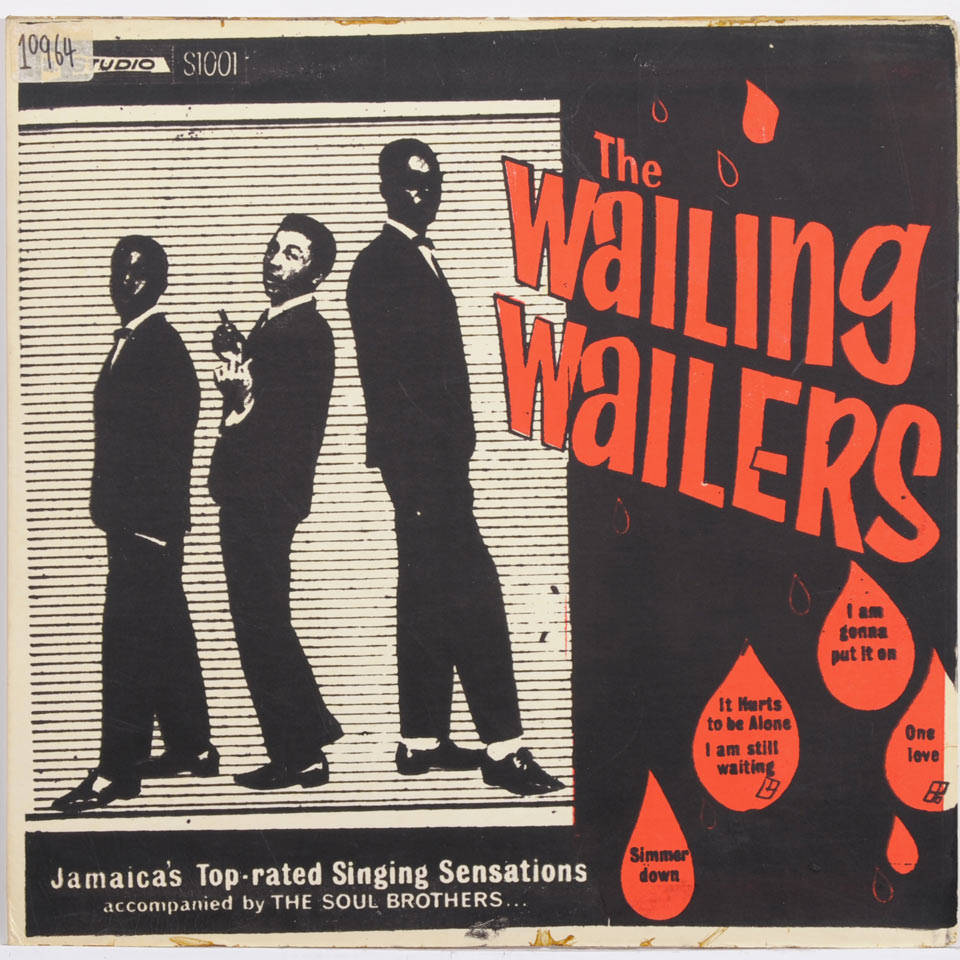 10964
TUDIO S1001
The
Wailing
Wailers
I am
gonna
put it on
It Hurts
to be Alone
I am still
waiting
One
love
Simmer
down
Jamaica's Top-rated Singing Sensations
accompanied by THE SOUL BROTHERS...